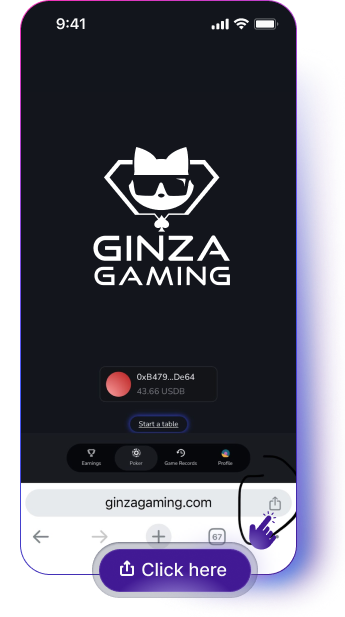 9:41
GINZA
GAMING
0xB479...De64
43.66 USDB
Start a table
Earnings
Poker
Game Records
Profile
ginzagaming.com
67
Click here